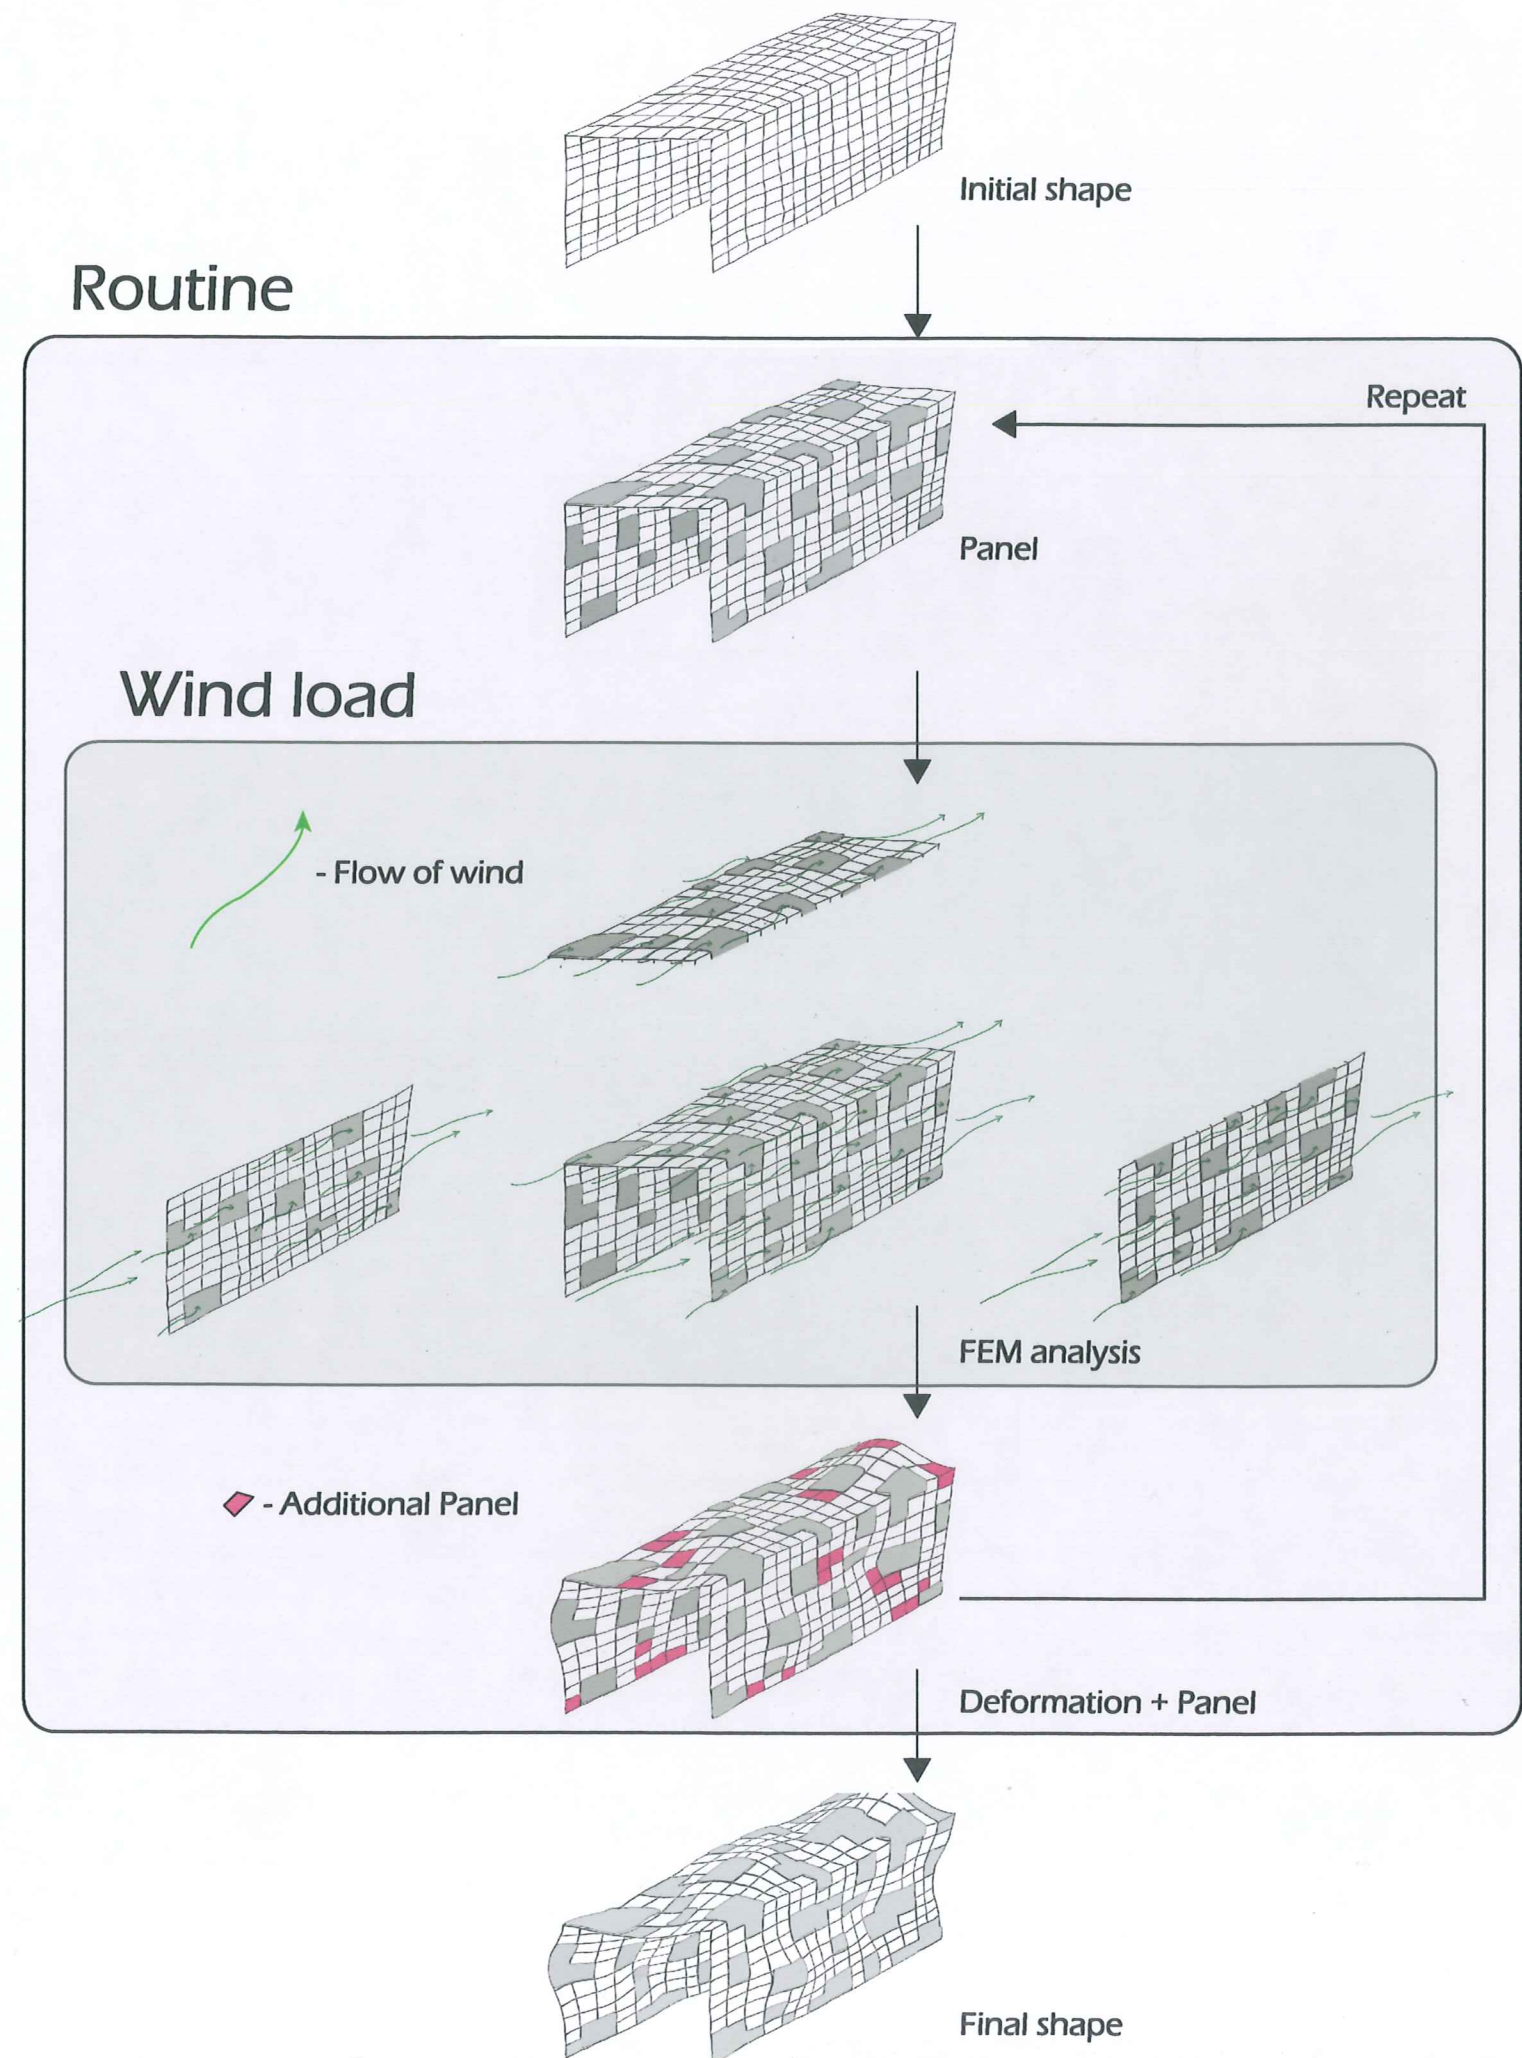 Initial shape
Routine
Repeat
Panel
Wind load
- Flow of wind
FEM analysis
- Additional Panel
Deformation + Panel
Final shape